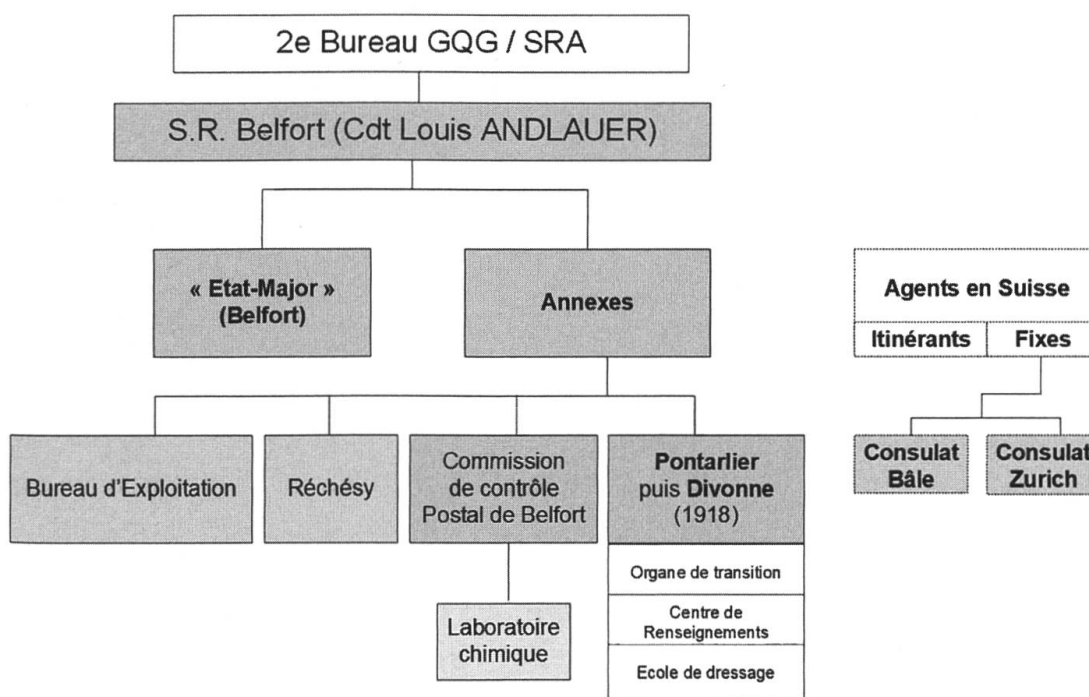 2e Bureau GQG / SRA
S.R. Belfort (Cdt Louis ANDLAUER)
« Etat-Major »
(Belfort)
Annexes
Agents en Suisse
Itinérants
Fixes
Bureau d'Exploitation
Réchésy
Commission
de contrôle
Postal de Belfort
Pontarlier
puis Divonne
(1918)
Consulat
Bâle
Consulat
Zurich
Organe de transition
Centre de
Renseignements
Ecole de dressage
Laboratoire
chimique